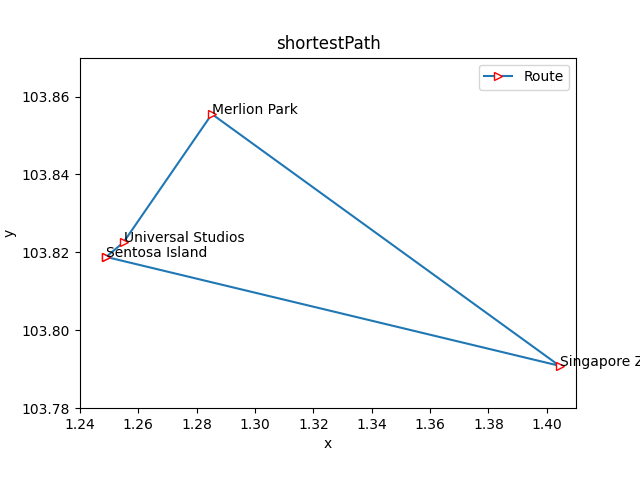 shortestPath
Route
103.86
103.84
103.82
103.80
103.78
y
Merlion Park
Universal Studios
Sentosa Island
Singapore Z
1.24 1.26 1.28 1.30 1.32 1.34 1.36 1.38 1.40
x